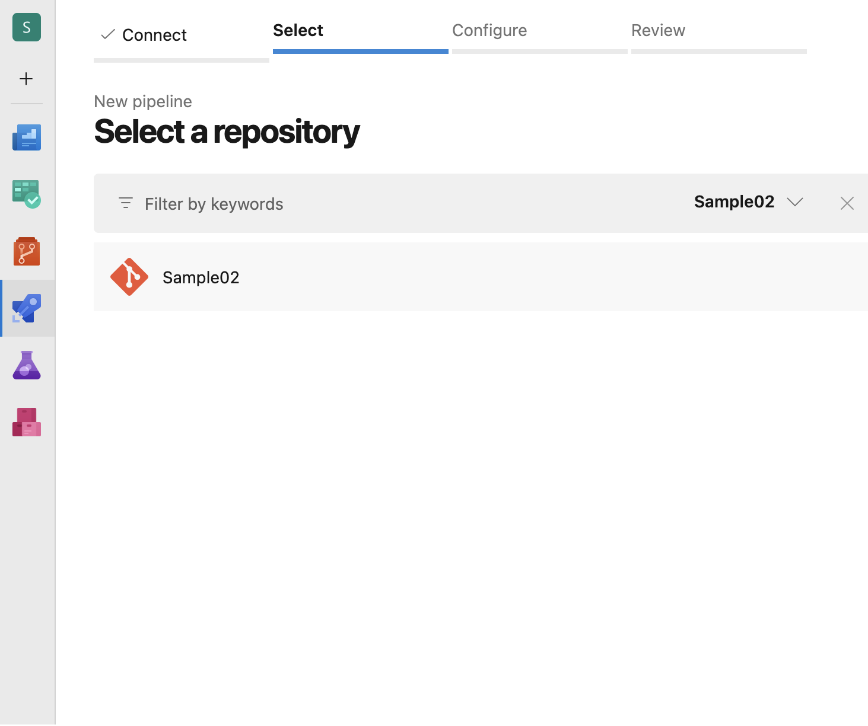 S
Connect
Select
Configure
Review
New pipeline
Select a repository
Filter by keywords
Sample02
Sample02